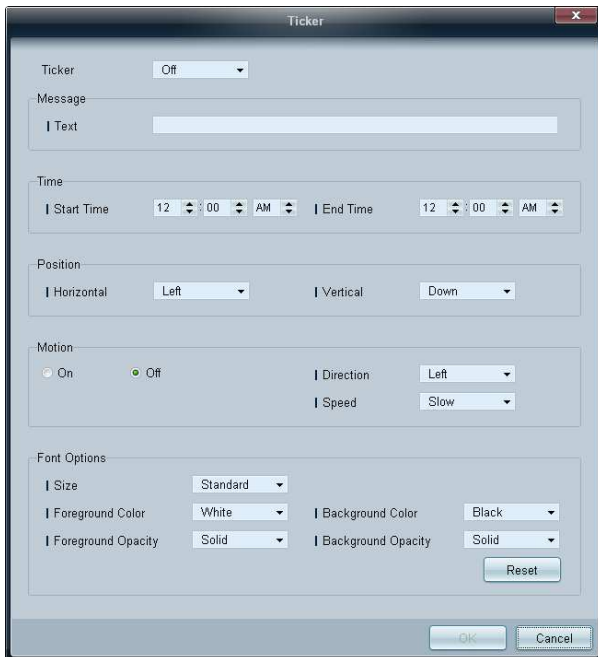 Ticker
Ticker Off
Message
Text
Time
Start Time 12 : 00 AM End Time 12 : 00 AM
Position
Horizontal Left Vertical Down
Motion
On Off Direction Left
Speed Slow
Font Options
Size Standard
Foreground Color White Background Color Black
Foreground Opacity Solid Background Opacity Solid
Reset
OK Cancel